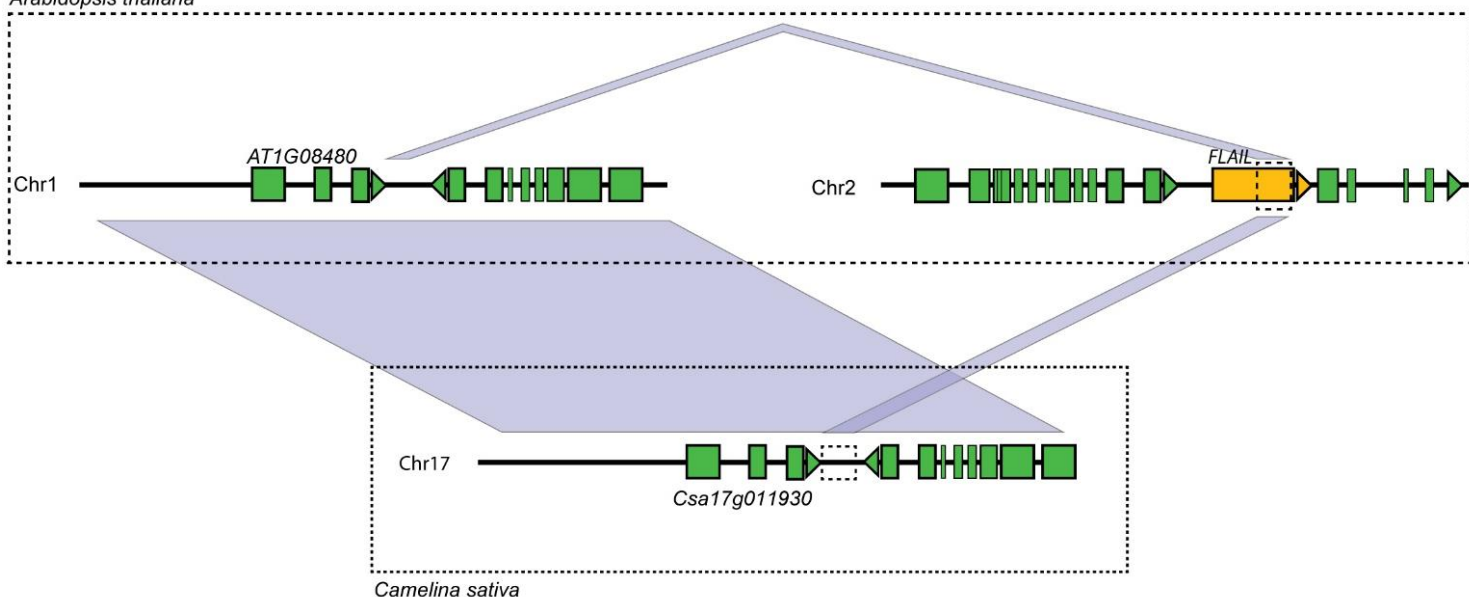 Arabidopsis thaliana
AT1G08480
FLAIL
Chr1
Chr2
Chr17
Csa17g011930
Camelina sativa